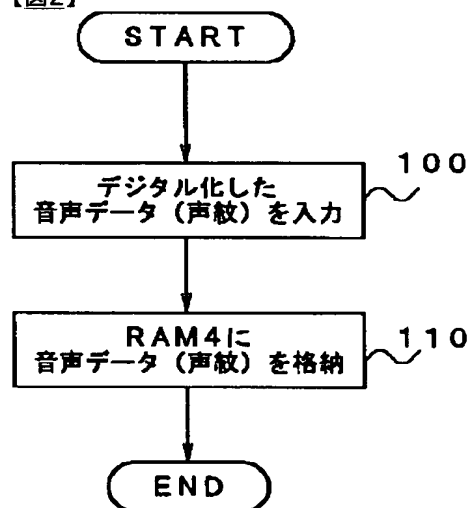 【図2】
START
デジタル化した
音声データ（声紋）を入力
100
RAM4に
音声データ（声紋）を格納
110
END